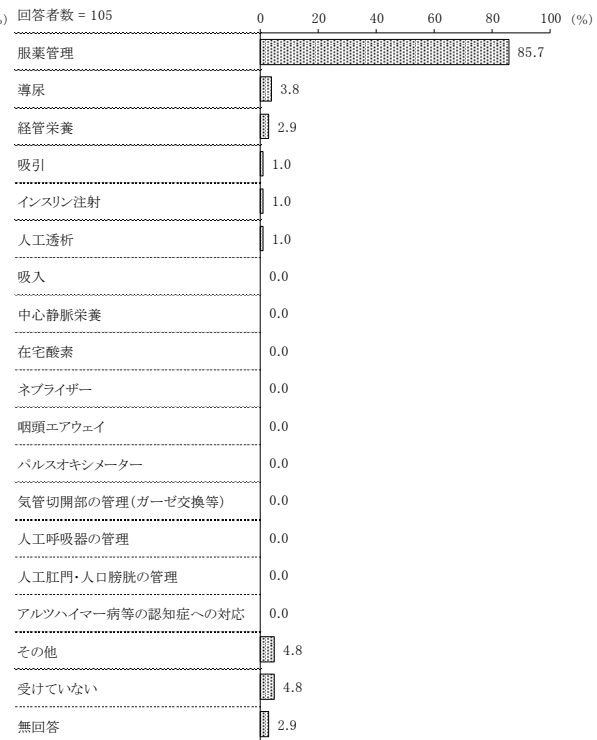 %) 回答者数 = 105
0 20 40 60 80 100 (%)
服薬管理 85.7
導尿 3.8
経管栄養 2.9
吸引 1.0
インスリン注射 1.0
人工透析 1.0
吸入 0.0
中心静脈栄養 0.0
在宅酸素 0.0
ネブライザー 0.0
咽頭エアウェイ 0.0
パルスオキシメーター 0.0
気管切開部の管理(ガーゼ交換等) 0.0
人工呼吸器の管理 0.0
人工肛門・人口膀胱の管理 0.0
アルツハイマー病等の認知症への対応 0.0
その他 4.8
受けていない 4.8
無回答 2.9